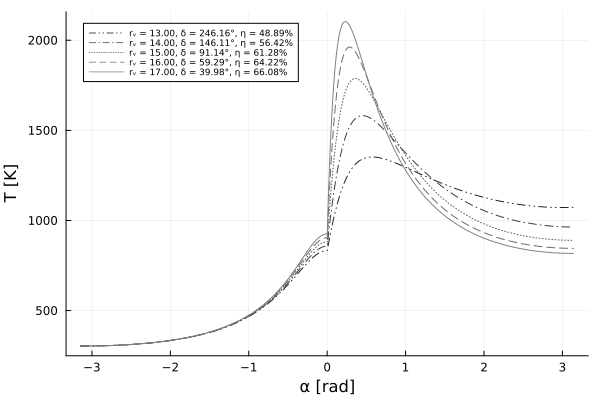 rᵥ = 13.00, δ = 246.16°, η = 48.89%
rᵥ = 14.00, δ = 146.11°, η = 56.42%
rᵥ = 15.00, δ = 91.14°, η = 61.28%
rᵥ = 16.00, δ = 59.29°, η = 64.22%
rᵥ = 17.00, δ = 39.98°, η = 66.08%
T [K]
2000
1500
1000
500
−3 −2 −1 0 1 2 3
α [rad]